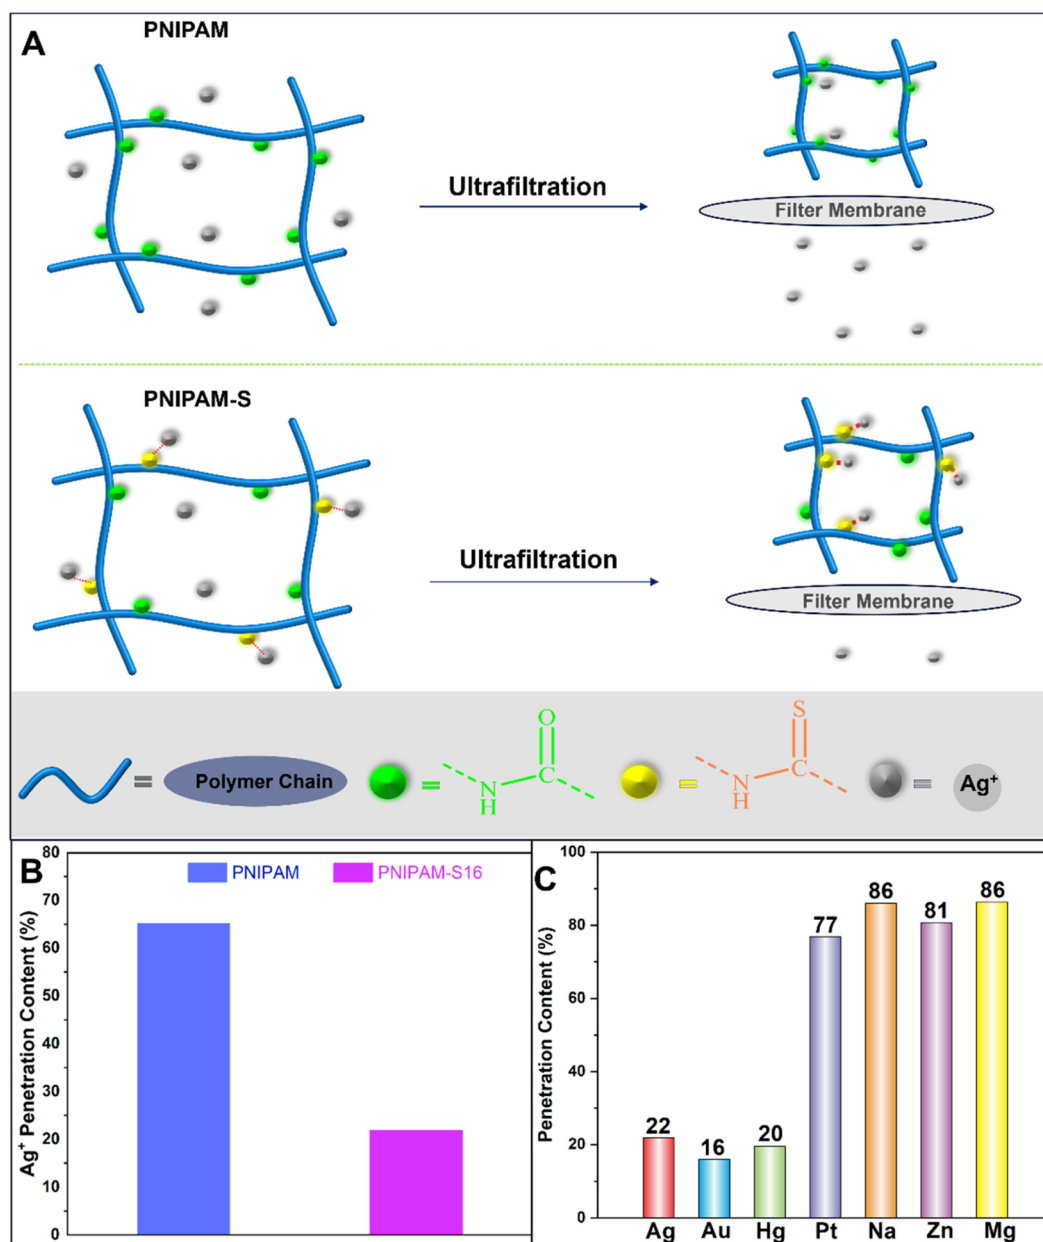 A
PNIPAM
Ultrafiltration
Filter Membrane
PNIPAM-S
Ultrafiltration
Filter Membrane
= Polymer Chain
= O
N
H
C
= S
N
H
C
= Ag⁺
B
PNIPAM PNIPAM-S16
Ag⁺ Penetration Content (%)
80
70
60
50
40
30
20
10
0
C
Penetration Content (%)
100
80
60
40
20
0
22 16 20 77 86 81 86
Ag Au Hg Pt Na Zn Mg